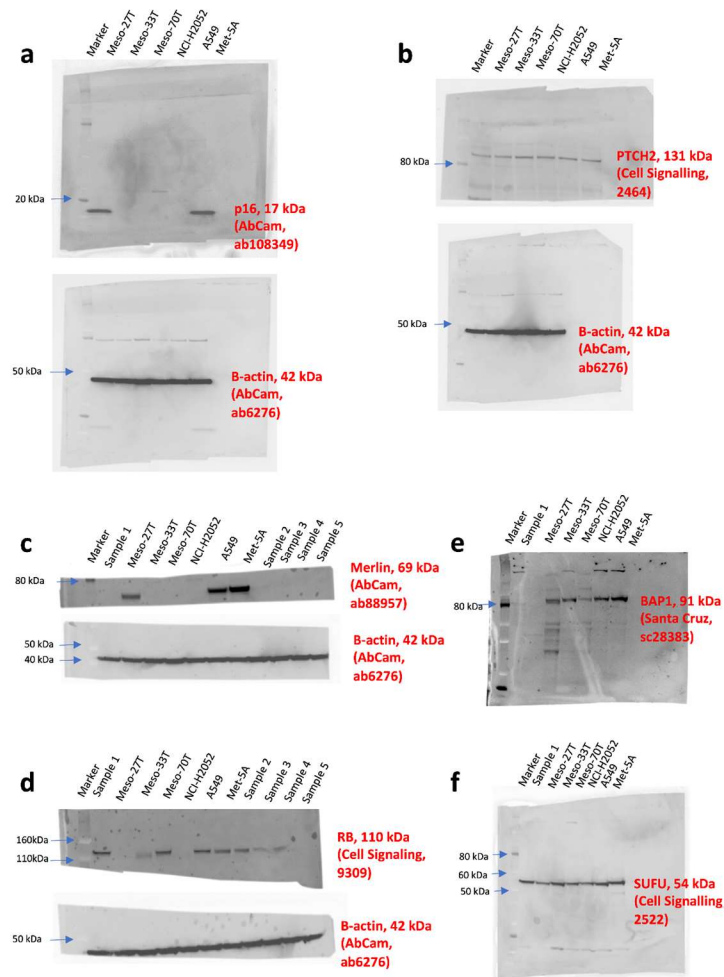 a
Marker
Meso-27T
Meso-33T
Meso-70T
NCI-H2052
A549
Met-5A
20 kDa
p16, 17 kDa
(AbCam,
ab108349)
50 kDa
B-actin, 42 kDa
(AbCam,
ab6276)
b
Marker
Meso-27T
Meso-33T
Meso-70T
NCI-H2052
A549
Met-5A
80 kDa
PTCH2, 131 kDa
(Cell Signalling,
2464)
50 kDa
B-actin, 42 kDa
(AbCam,
ab6276)
c
Marker
Sample 1
Meso-27T
Meso-33T
Meso-70T
NCI-H2052
A549
Met-5A
Sample 2
Sample 3
Sample 4
Sample 5
80 kDa
Merlin, 69 kDa
(AbCam,
ab88957)
50 kDa
40 kDa
B-actin, 42 kDa
(AbCam,
ab6276)
d
Marker
Sample 1
Meso-27T
Meso-33T
Meso-70T
NCI-H2052
A549
Met-5A
Sample 2
Sample 3
Sample 4
Sample 5
160kDa
110kDa
RB, 110 kDa
(Cell Signaling,
9309)
50 kDa
B-actin, 42 kDa
(AbCam,
ab6276)
e
Marker
Sample 1
Meso-27T
Meso-33T
Meso-70T
NCI-H2052
A549
Met-5A
80 kDa
BAP1, 91 kDa
(Santa Cruz,
sc28383)
f
Marker
Sample 1
Meso-27T
Meso-33T
Meso-70T
NCI-H2052
A549
Met-5A
80 kDa
60 kDa
50 kDa
SUFU, 54 kDa
(Cell Signalling
2522)